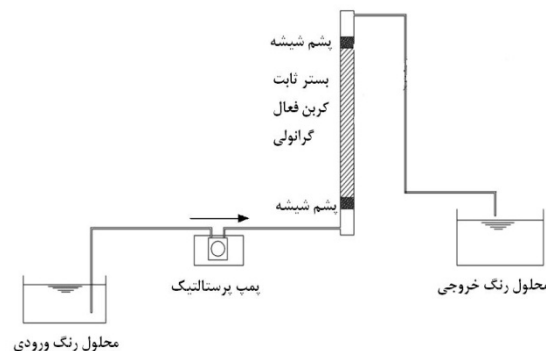 پشم شیشه
بستر ثابت
کربن فعال
گرانولی
پشم شیشه
پمپ پرستالتیک
محلول رنگ خروجی
محلول رنگ ورودی